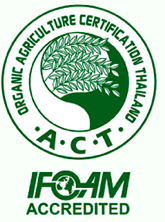 ORGANIC AGRICULTURE CERTIFICATION THAILAND
· A · C · T ·
IFOAM
ACCREDITED